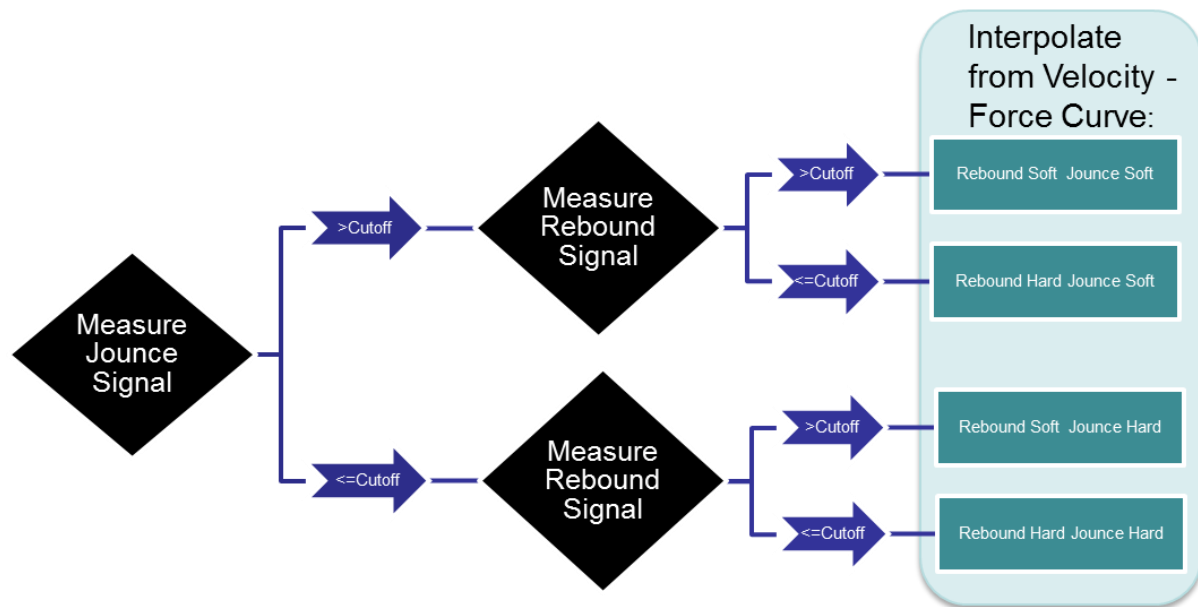 Interpolate
from Velocity -
Force Curve:
Measure
Jounce
Signal
>Cutoff
Measure
Rebound
Signal
>Cutoff
Rebound Soft Jounce Soft
<=Cutoff
Rebound Hard Jounce Soft
<=Cutoff
Measure
Rebound
Signal
>Cutoff
Rebound Soft Jounce Hard
<=Cutoff
Rebound Hard Jounce Hard